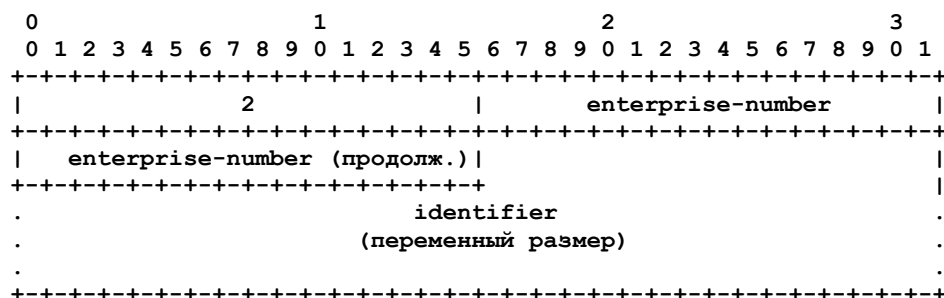 0                   1                   2                   3
0 1 2 3 4 5 6 7 8 9 0 1 2 3 4 5 6 7 8 9 0 1 2 3 4 5 6 7 8 9 0 1
+-+-+-+-+-+-+-+-+-+-+-+-+-+-+-+-+-+-+-+-+-+-+-+-+-+-+-+-+-+-+-+-+
|               2               |       enterprise-number       |
+-+-+-+-+-+-+-+-+-+-+-+-+-+-+-+-+-+-+-+-+-+-+-+-+-+-+-+-+-+-+-+-+
|   enterprise-number (продолж.)|                               |
+-+-+-+-+-+-+-+-+-+-+-+-+-+-+-+-+                               |
.                           identifier                          .
.                       (переменный размер)                     .
.                                                               .
+-+-+-+-+-+-+-+-+-+-+-+-+-+-+-+-+-+-+-+-+-+-+-+-+-+-+-+-+-+-+-+-+